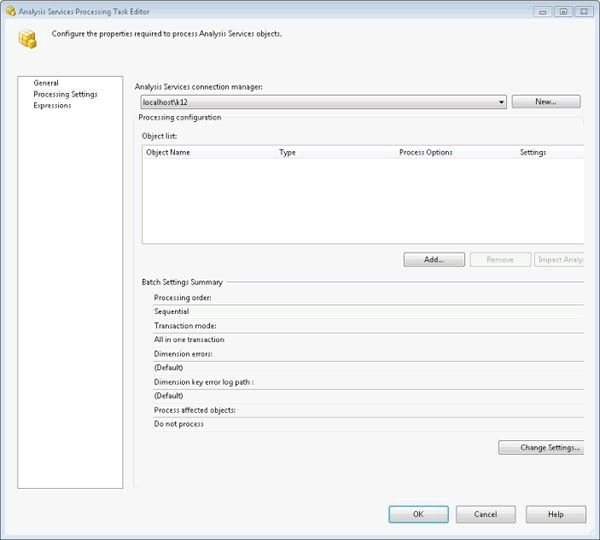 Analysis Services Processing Task Editor
Configure the properties required to process Analysis Services objects.
General
Processing Settings
Expressions
Analysis Services connection manager:
localhost\k12
New...
Processing configuration
Object list:
Object Name Type Process Options Settings
Add... Remove Impact Analy
Batch Settings Summary
Processing order:
Sequential
Transaction mode:
All in one transaction
Dimension errors:
(Default)
Dimension key error log path :
(Default)
Process affected objects:
Do not process
Change Settings...
OK Cancel Help